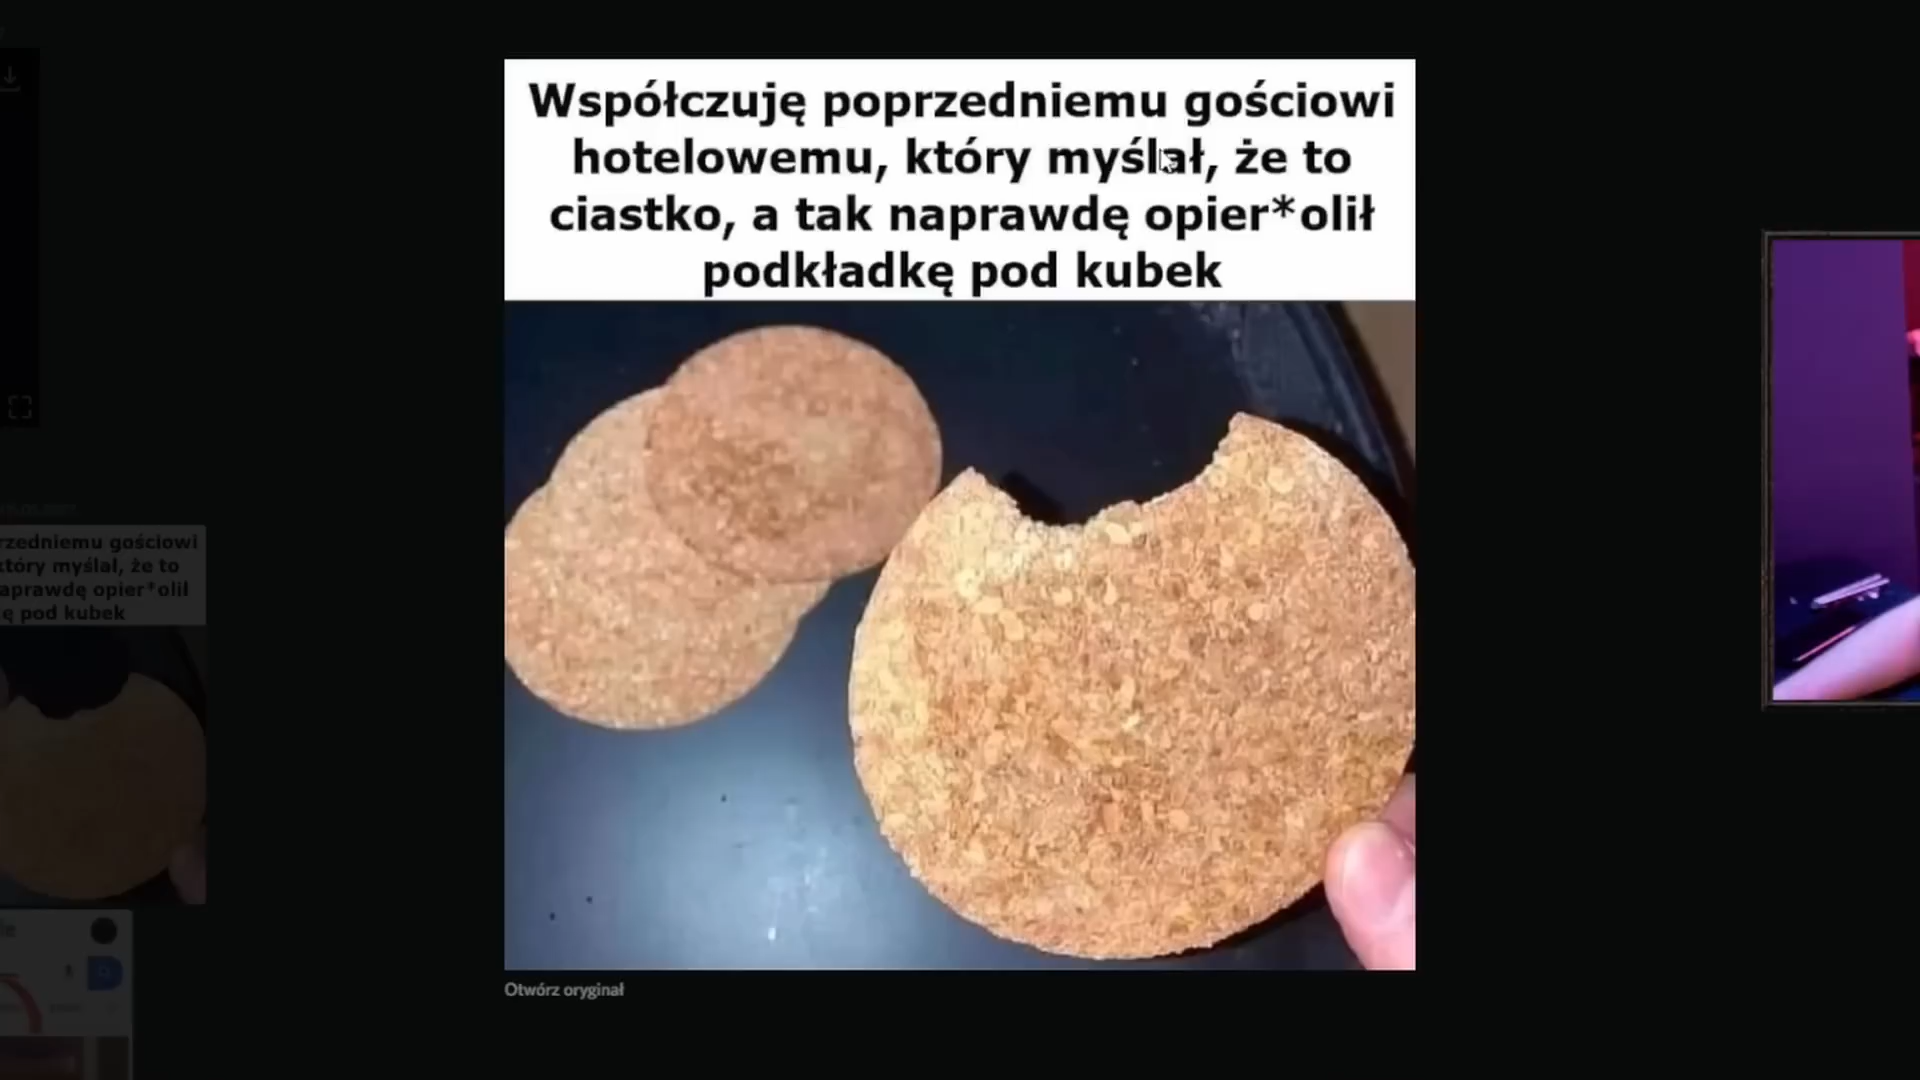 Współczuję poprzedniemu gościowi
hotelowemu, który myślał, że to
ciastko, a tak naprawdę opier*olił
podkładkę pod kubek
Otwórz oryginał
rzedniemu gościowi
który myślał, że to
aprawdę opier*olił
ę pod kubek